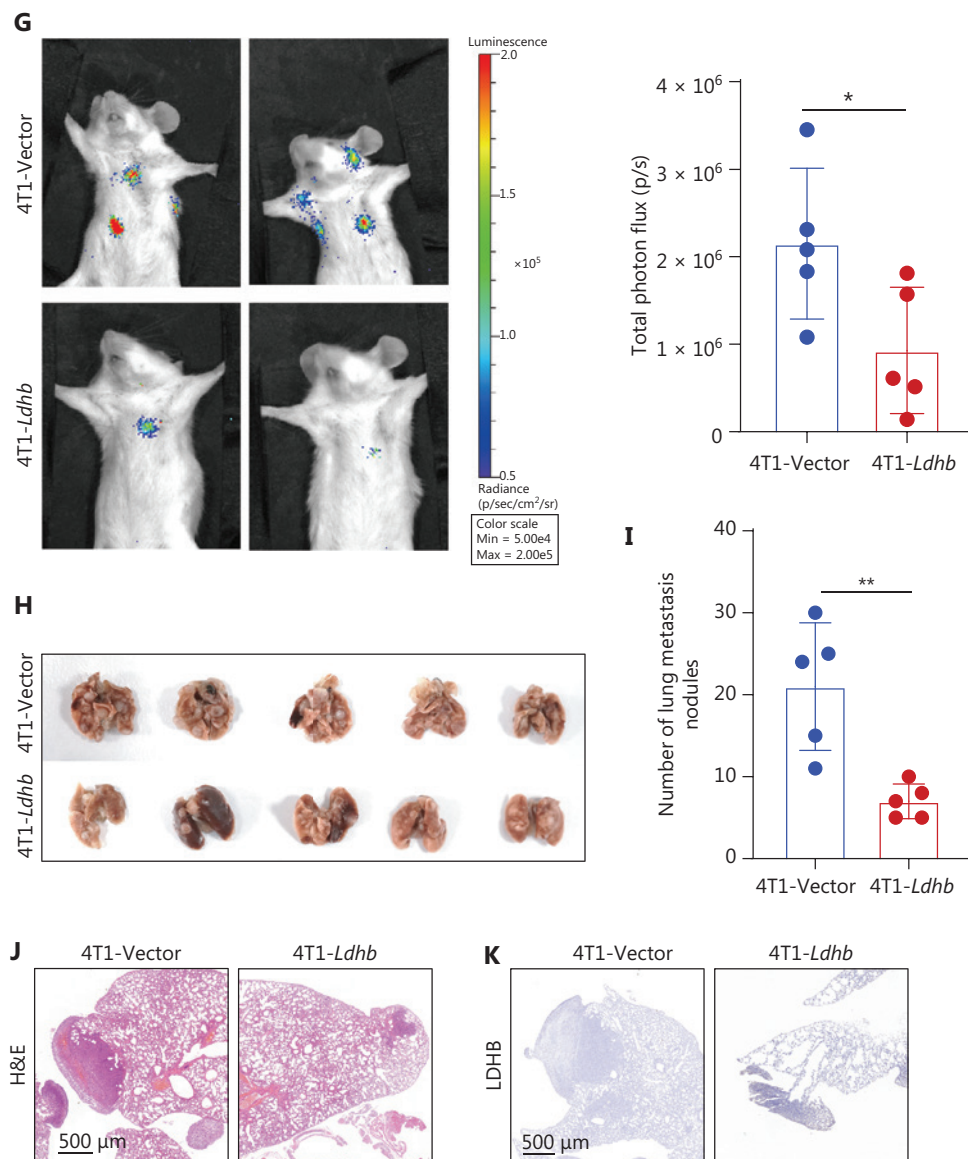 G
4T1-Vector
4T1-Ldhb
Luminescence
2.0
1.5
×10⁵
1.0
0.5
Radiance
(p/sec/cm²/sr)
Color scale
Min = 5.00e4
Max = 2.00e5
Total photon flux (p/s)
4 × 10⁶
3 × 10⁶
2 × 10⁶
1 × 10⁶
0
*
4T1-Vector 4T1-Ldhb
H
4T1-Vector
4T1-Ldhb
I
Number of lung metastasis
nodules
40
30
20
10
0
**
4T1-Vector 4T1-Ldhb
J
4T1-Vector 4T1-Ldhb
H&E
500 µm
K
4T1-Vector 4T1-Ldhb
LDHB
500 µm